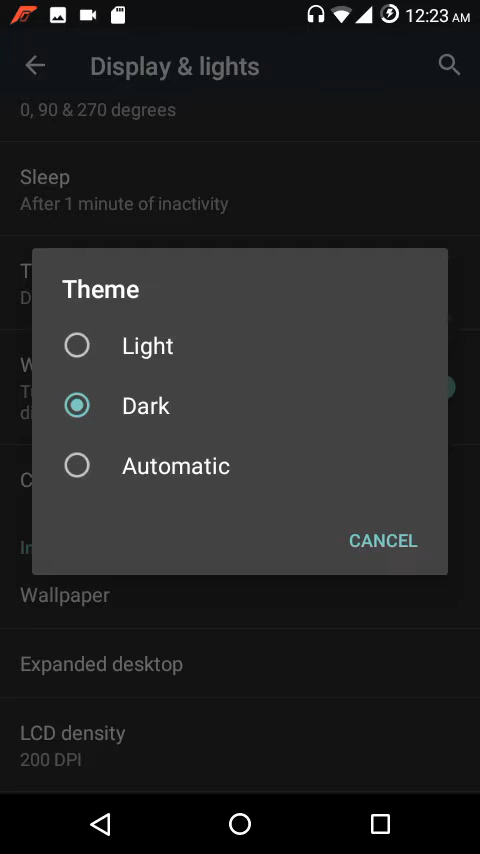 12:23 AM
Display & lights
0, 90 & 270 degrees
Sleep
After 1 minute of inactivity
Theme
Light
Dark
Automatic
CANCEL
Wallpaper
Expanded desktop
LCD density
200 DPI